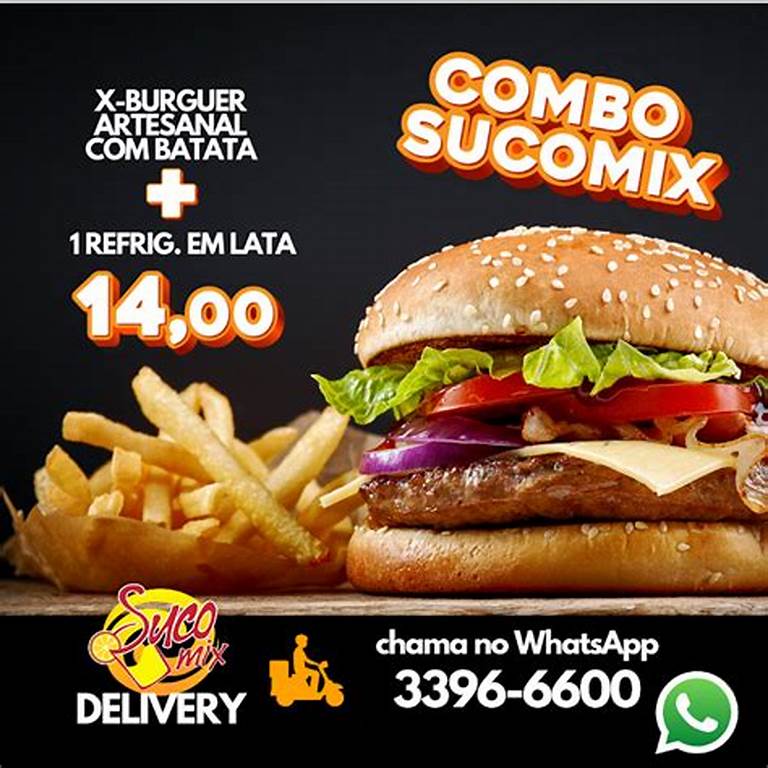 X-BURGUER
ARTESANAL
COM BATATA
+
1 REFRIG. EM LATA
14,00
COMBO
SUCOMIX
Suco
mix
DELIVERY
chama no WhatsApp
3396-6600